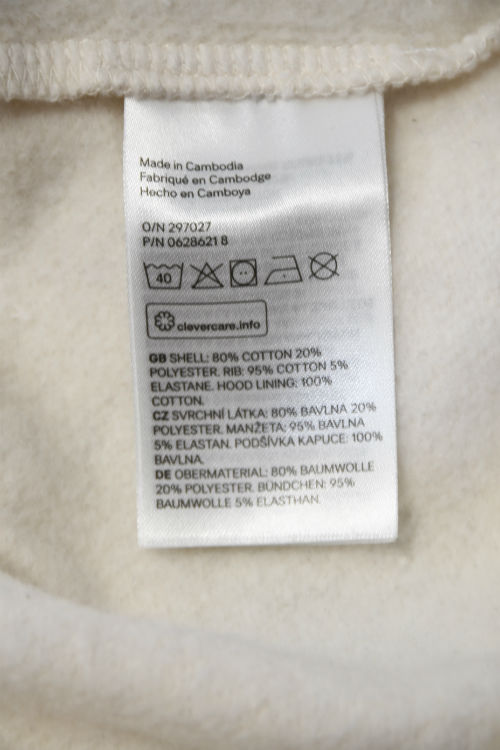 Made in Cambodia
Fabriqué en Cambodge
Hecho en Camboya
O/N 297027
P/N 0628621 8
40
clevercare.info
GB SHELL: 80% COTTON 20%
POLYESTER. RIB: 95% COTTON 5%
ELASTANE. HOOD LINING: 100%
COTTON.
CZ SVRCHNÍ LÁTKA: 80% BAVLNA 20%
POLYESTER. MANŽETA: 95% BAVLNA
5% ELASTAN. PODŠÍVKA KAPUCE: 100%
BAVLNA.
DE OBERMATERIAL: 80% BAUMWOLLE
20% POLYESTER. BÜNDCHEN: 95%
BAUMWOLLE 5% ELASTHAN.